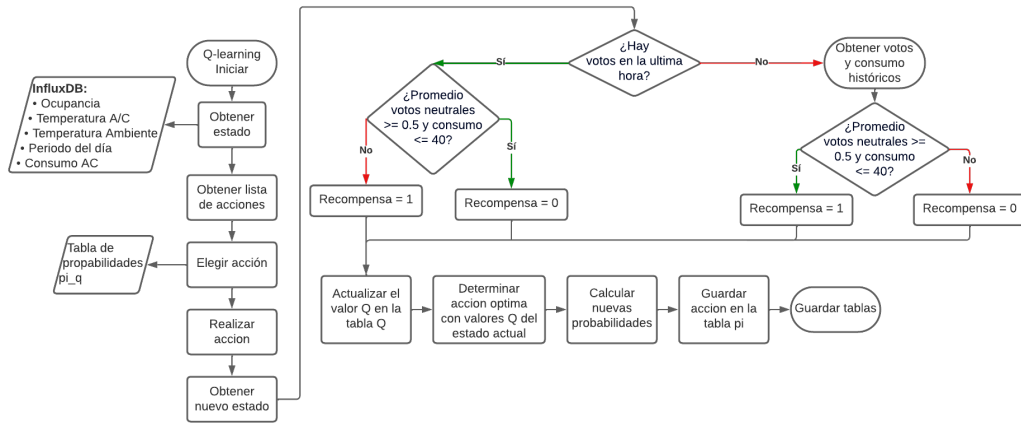 Q-learning
Iniciar
InfluxDB:
• Ocupancia
• Temperatura A/C
• Temperatura Ambiente
• Periodo del día
• Consumo AC
Obtener
estado
Obtener lista
de acciones
Tabla de
propabilidades
pi_q
Elegir acción
Realizar
accion
Obtener
nuevo estado
¿Hay
votos en la ultima
hora?
Sí
No
¿Promedio
votos neutrales
>= 0.5 y consumo
<= 40?
No
Sí
Recompensa = 1
Recompensa = 0
Obtener votos
y consumo
históricos
¿Promedio
votos neutrales >=
0.5 y consumo
<= 40?
Sí
No
Recompensa = 1
Recompensa = 0
Actualizar el
valor Q en la
tabla Q
Determinar
accion optima
con valores Q del
estado actual
Calcular
nuevas
probabilidades
Guardar
accion en la
tabla pi
Guardar tablas